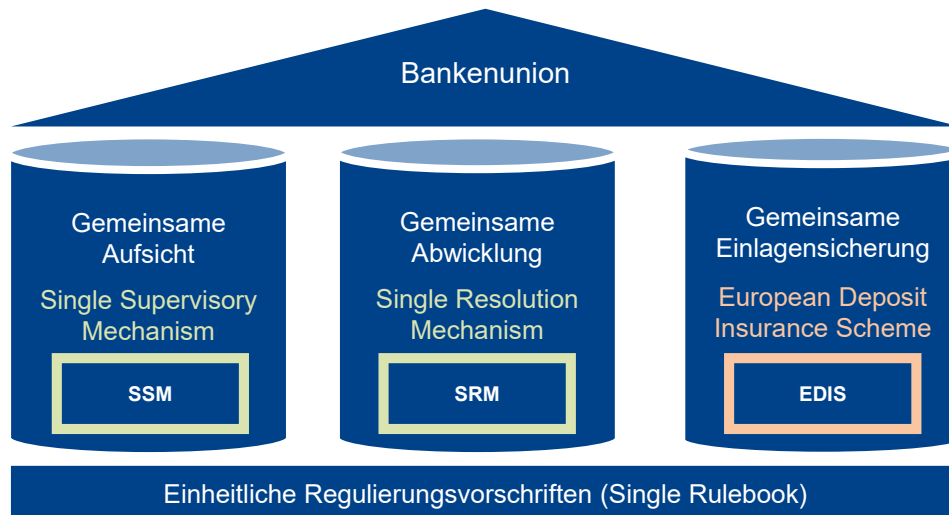 Bankenunion
Gemeinsame
Aufsicht
Single Supervisory
Mechanism
SSM
Gemeinsame
Abwicklung
Single Resolution
Mechanism
SRM
Gemeinsame
Einlagensicherung
European Deposit
Insurance Scheme
EDIS
Einheitliche Regulierungsvorschriften (Single Rulebook)